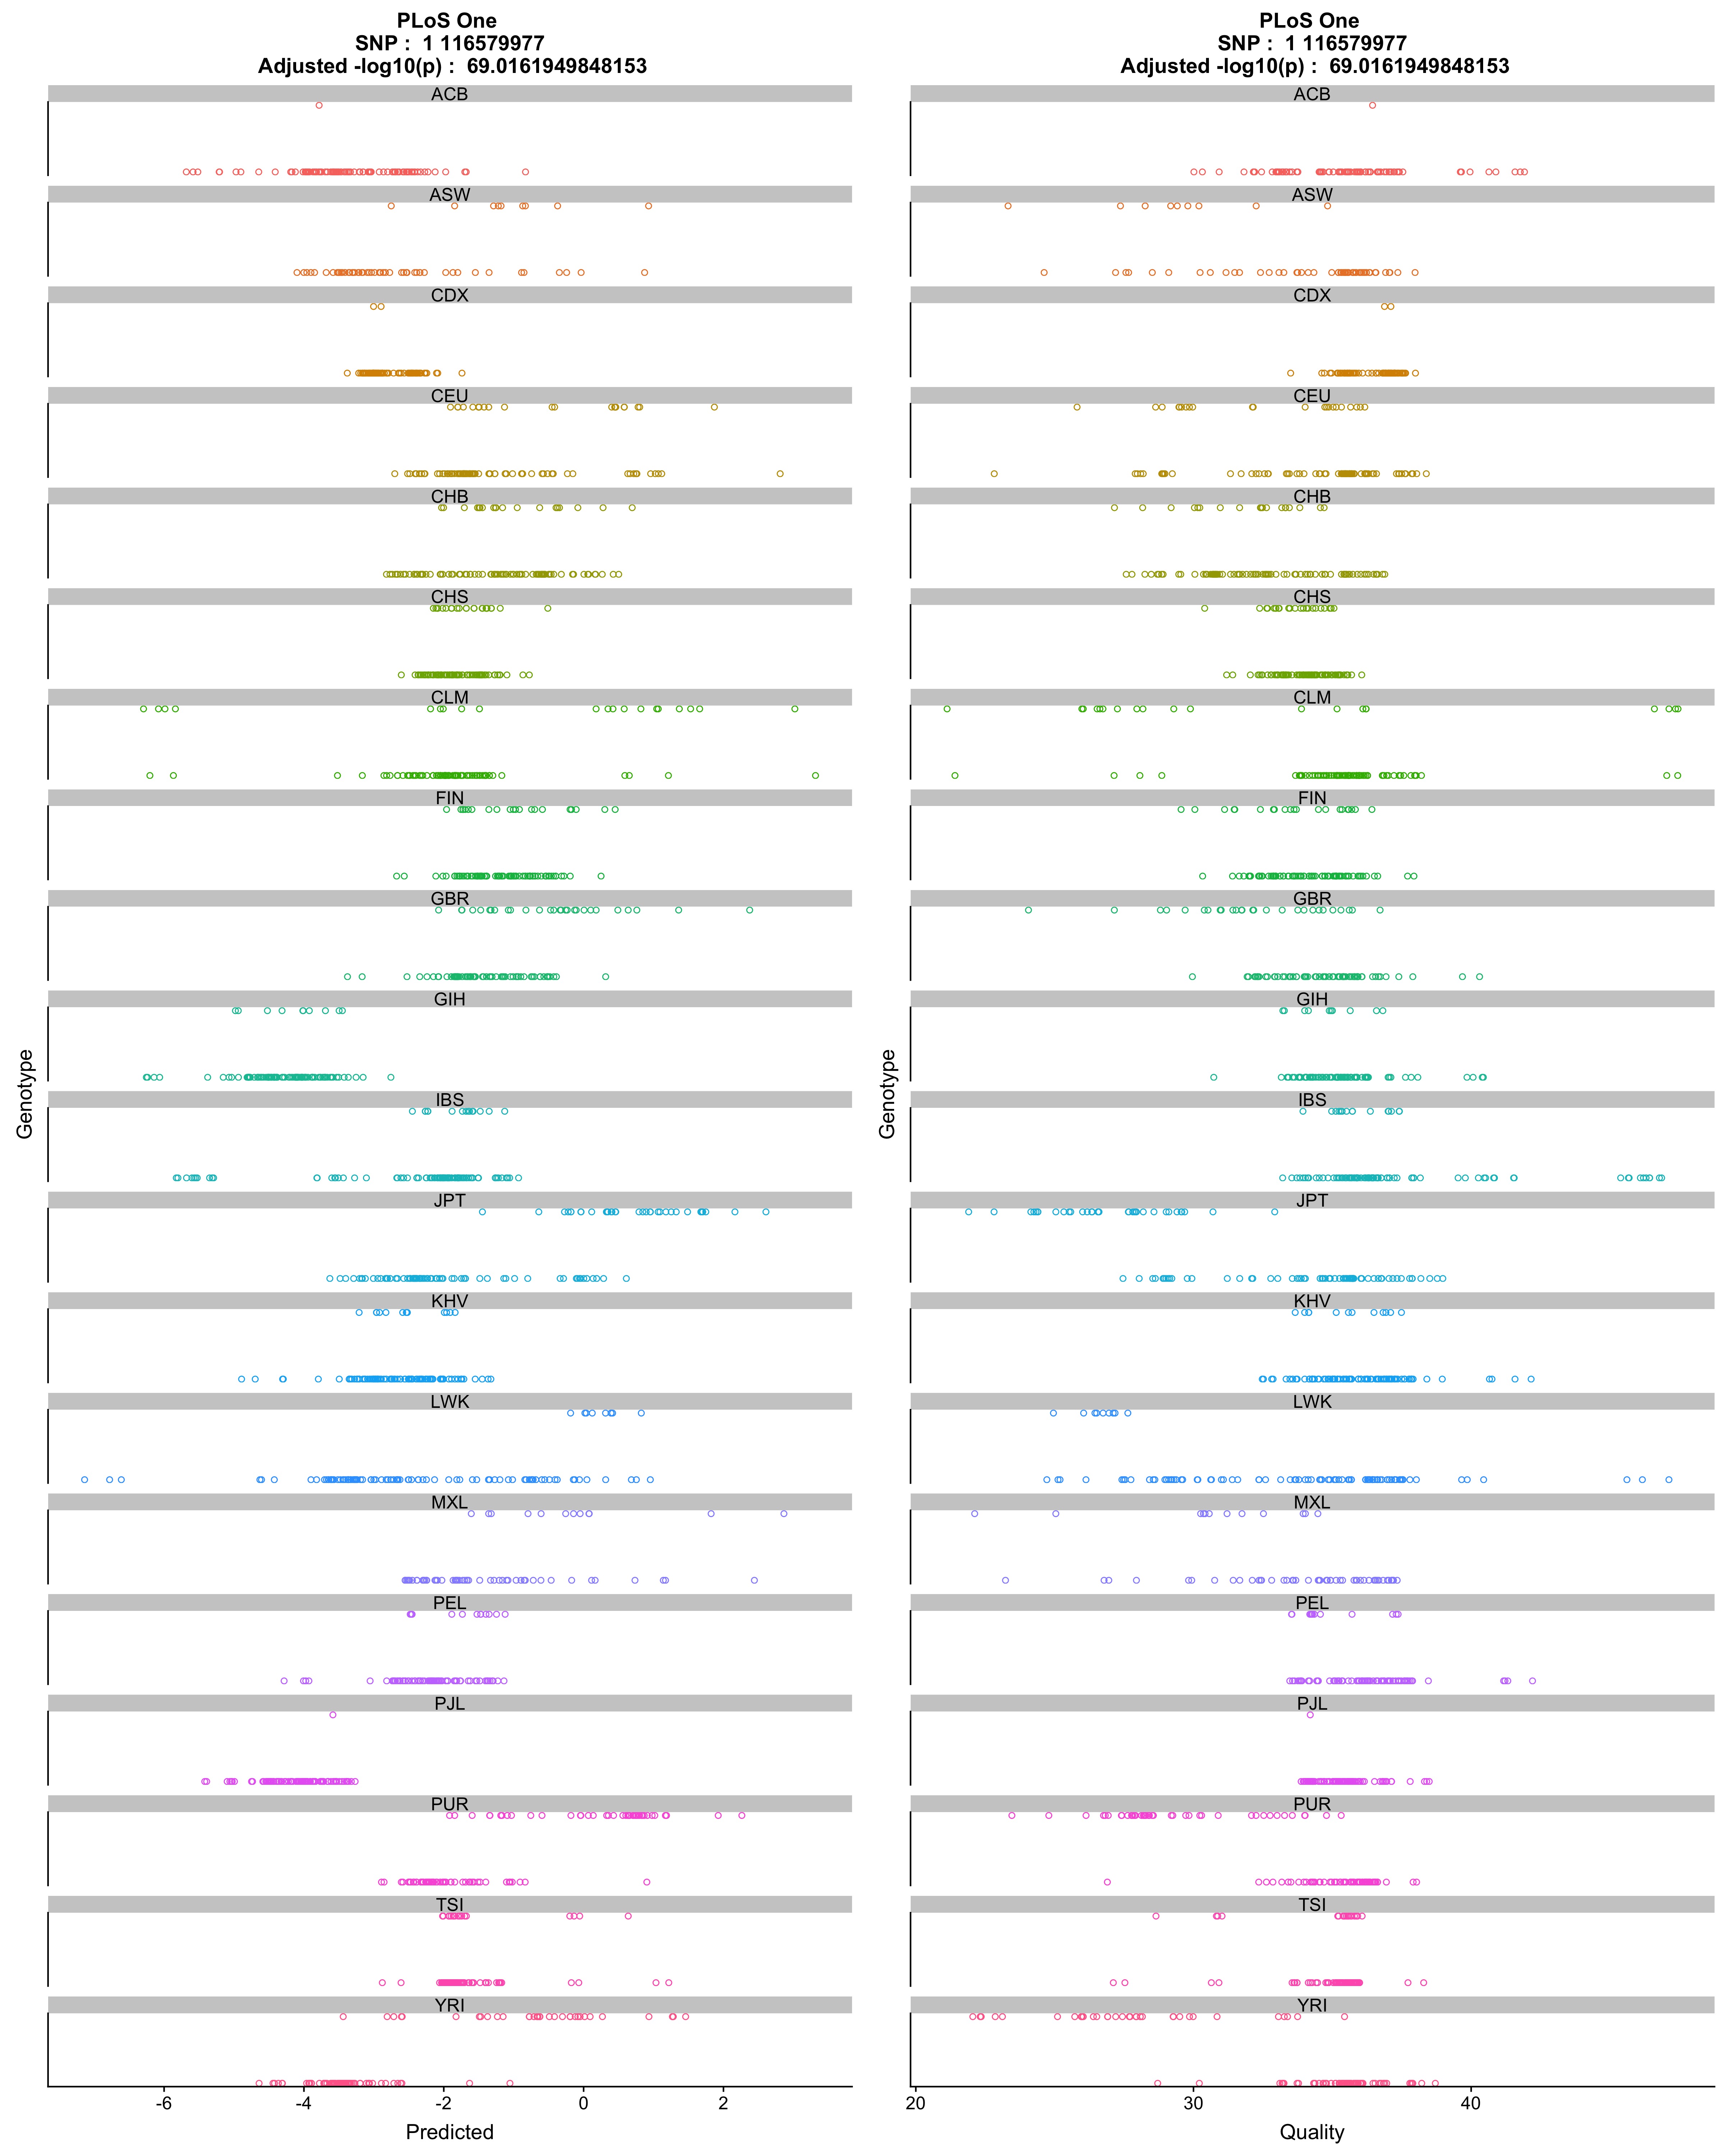 PLoS One
SNP :  1 116579977
Adjusted -log10(p) :  69.0161949848153
ACB
ASW
CDX
CEU
CHB
CHS
CLM
FIN
GBR
GIH
IBS
JPT
KHV
LWK
MXL
PEL
PJL
PUR
TSI
YRI
Genotype
-6 -4 -2 0 2
Predicted
PLoS One
SNP :  1 116579977
Adjusted -log10(p) :  69.0161949848153
ACB
ASW
CDX
CEU
CHB
CHS
CLM
FIN
GBR
GIH
IBS
JPT
KHV
LWK
MXL
PEL
PJL
PUR
TSI
YRI
Genotype
20 30 40
Quality